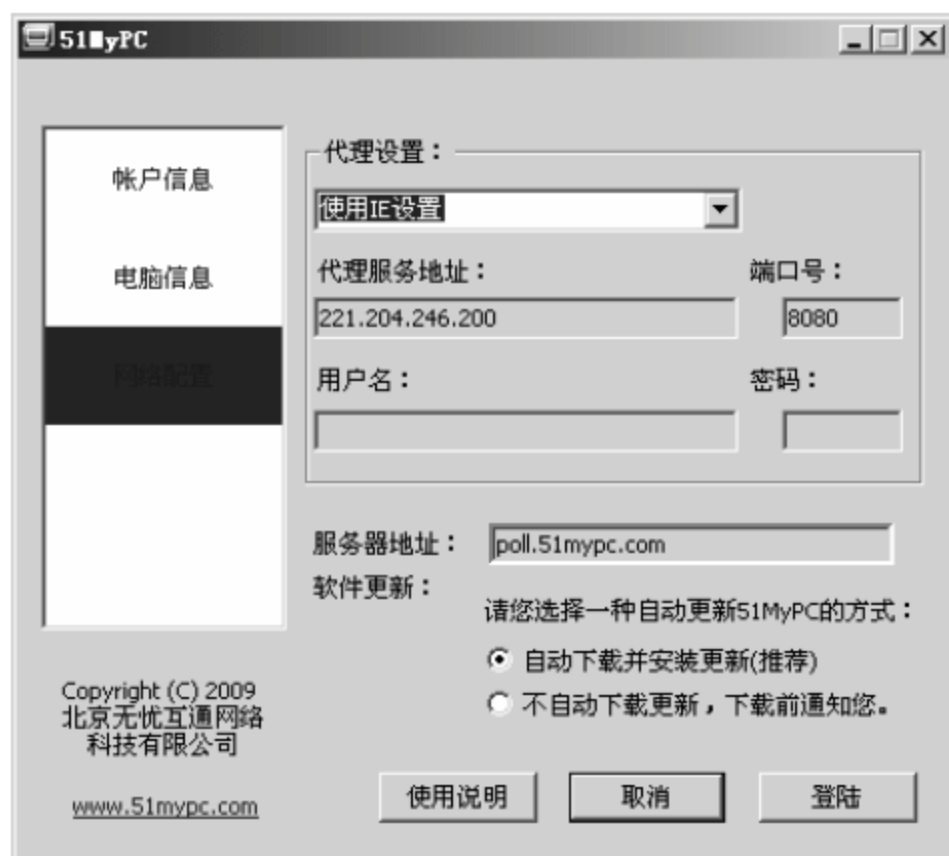 51MyPC
帐户信息
电脑信息
网络配置
代理设置：
使用IE设置
代理服务地址：
端口号：
221.204.246.200
8080
用户名：
密码：
服务器地址：
poll.51mypc.com
软件更新：
请您选择一种自动更新51MyPC的方式：
自动下载并安装更新(推荐)
不自动下载更新，下载前通知您。
Copyright (C) 2009
北京无忧互通网络
科技有限公司
www.51mypc.com
使用说明
取消
登陆